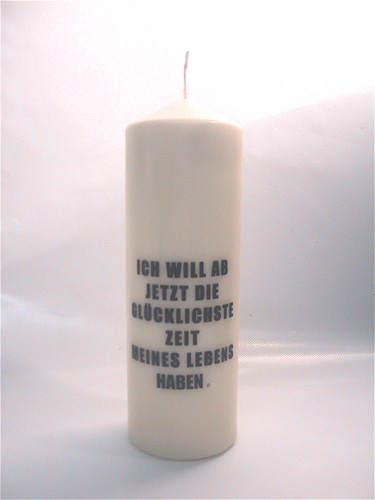 ICH WILL AB
JETZT DIE
GLÜCKLICHSTE
ZEIT
MEINES LEBENS
HABEN.